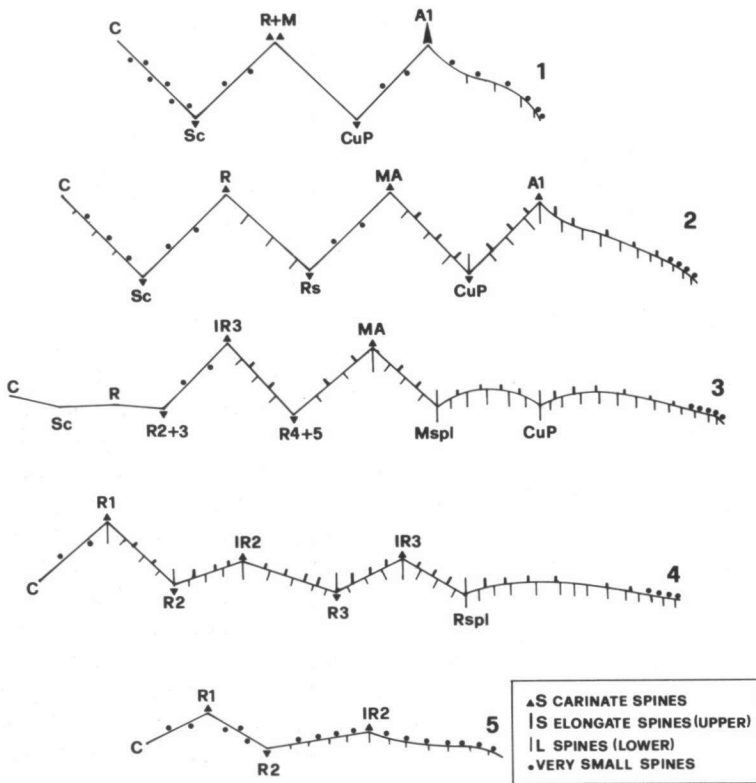 C R+M A1 1
Sc CuP
C R MA A1 2
Sc Rs CuP
IR3 MA 3
C Sc R R2+3 R4+5 Mspl CuP
R1 IR2 IR3 4
C R2 R3 Rspl
R1 IR2 5
C R2
S CARINATE SPINES
S ELONGATE SPINES (UPPER)
L SPINES (LOWER)
VERY SMALL SPINES